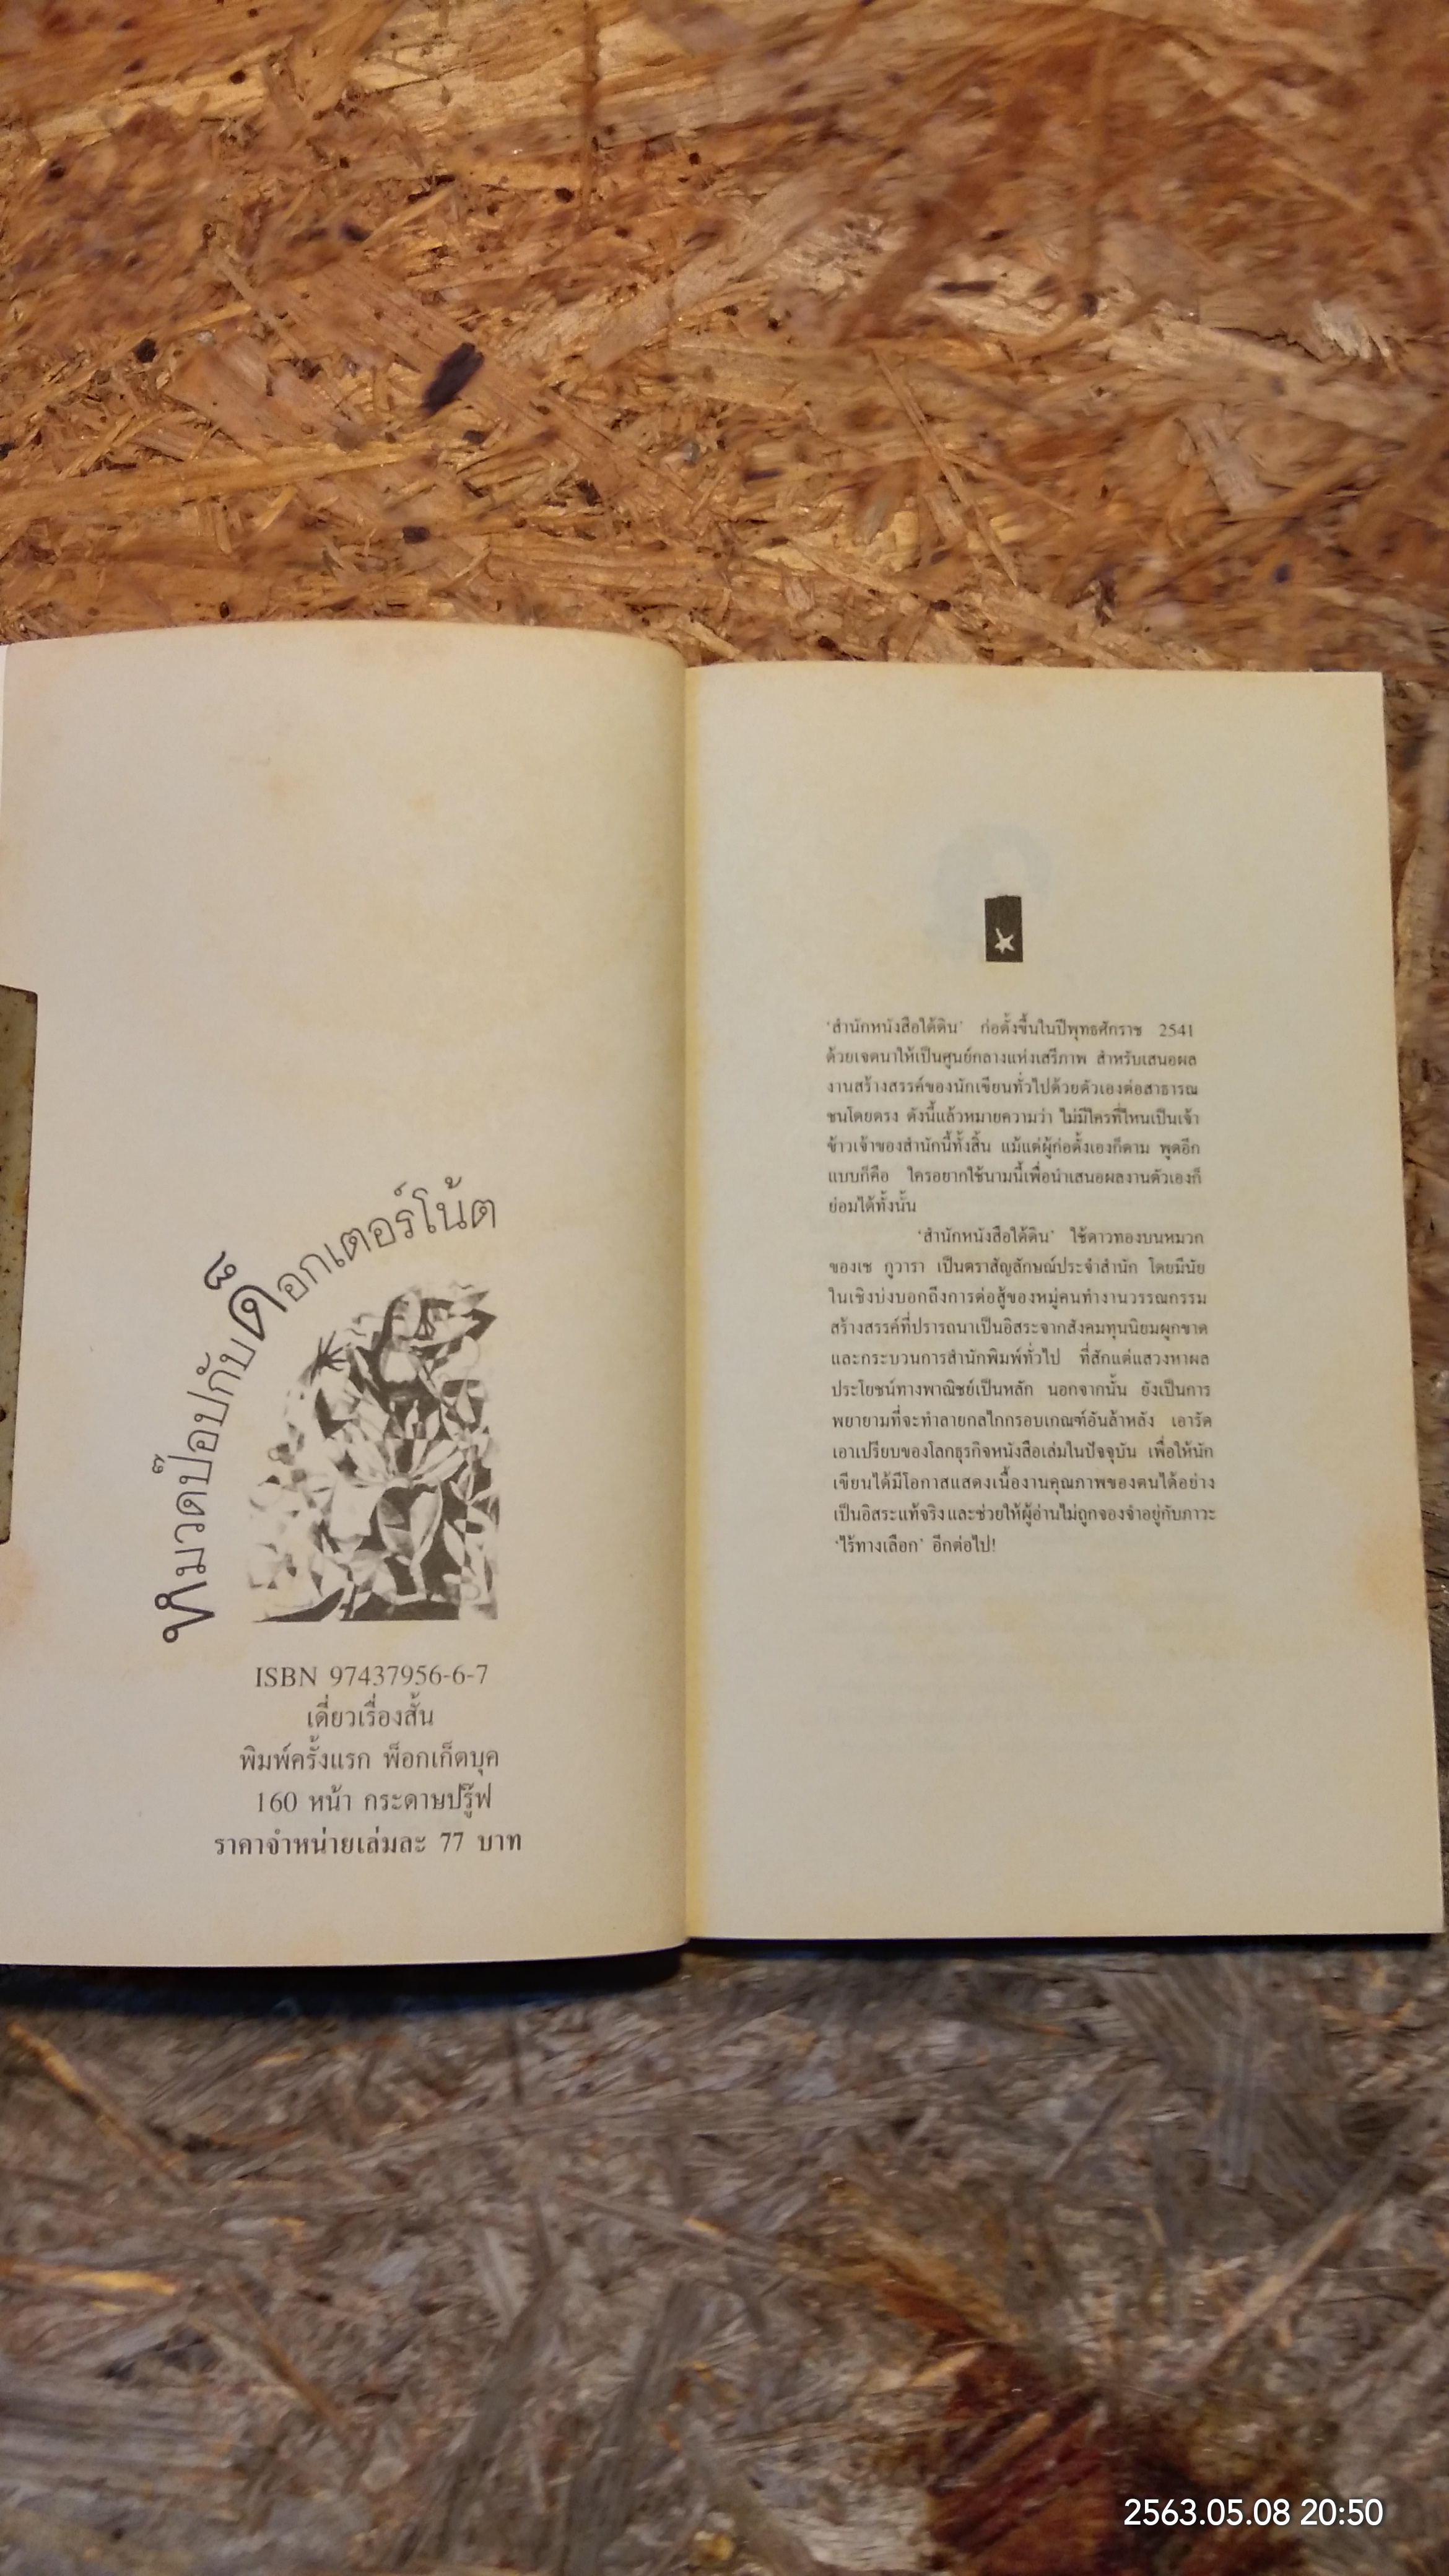 หมวดป๊อปกับด็อกเตอร์โน้ต
ISBN 97437956-6-7
เดี่ยวเรื่องสั้น
พิมพ์ครั้งแรก พ็อกเก็ตบุค
160 หน้า กระดาษปรู๊ฟ
ราคาจำหน่ายเล่มละ 77 บาท
'สำนักหนังสือใต้ดิน' ก่อตั้งขึ้นในปีพุทธศักราช 2541
ด้วยเจตนาให้เป็นศูนย์กลางแห่งเสรีภาพ สำหรับเสนอผล
งานสร้างสรรค์ของนักเขียนทั่วไปด้วยตัวเองต่อสาธารณ
ชนโดยตรง ดังนี้แล้วหมายความว่า ไม่มีใครที่ไหนเป็นเจ้า
ข้าวเจ้าของสำนักนี้ทั้งสิ้น แม้แต่ผู้ก่อตั้งเองก็ตาม พูดอีก
แบบก็คือ ใครอยากใช้นามนี้เพื่อนำเสนอผลงานตัวเองก็
ย่อมได้ทั้งนั้น
'สำนักหนังสือใต้ดิน' ใช้ดาวทองบนหมวก
ของเช กูวารา เป็นตราสัญลักษณ์ประจำสำนัก โดยมีนัย
ในเชิงบ่งบอกถึงการต่อสู้ของหมู่คนทำงานวรรณกรรม
สร้างสรรค์ที่ปรารถนาเป็นอิสระจากสังคมทุนนิยมผูกขาด
และกระบวนการสำนักพิมพ์ทั่วไป ที่สักแต่แสวงหาผล
ประโยชน์ทางพาณิชย์เป็นหลัก นอกจากนั้น ยังเป็นการ
พยายามที่จะทำลายกลไกกรอบเกณฑ์อันล้าหลัง เอารัด
เอาเปรียบของโลกธุรกิจหนังสือเล่มในปัจจุบัน เพื่อให้นัก
เขียนได้มีโอกาสแสดงเนื้องานคุณภาพของตนได้อย่าง
เป็นอิสระแท้จริงและช่วยให้ผู้อ่านไม่ถูกจองจำอยู่กับภาวะ
'ไร้ทางเลือก' อีกต่อไป!
2563.05.08 20:50